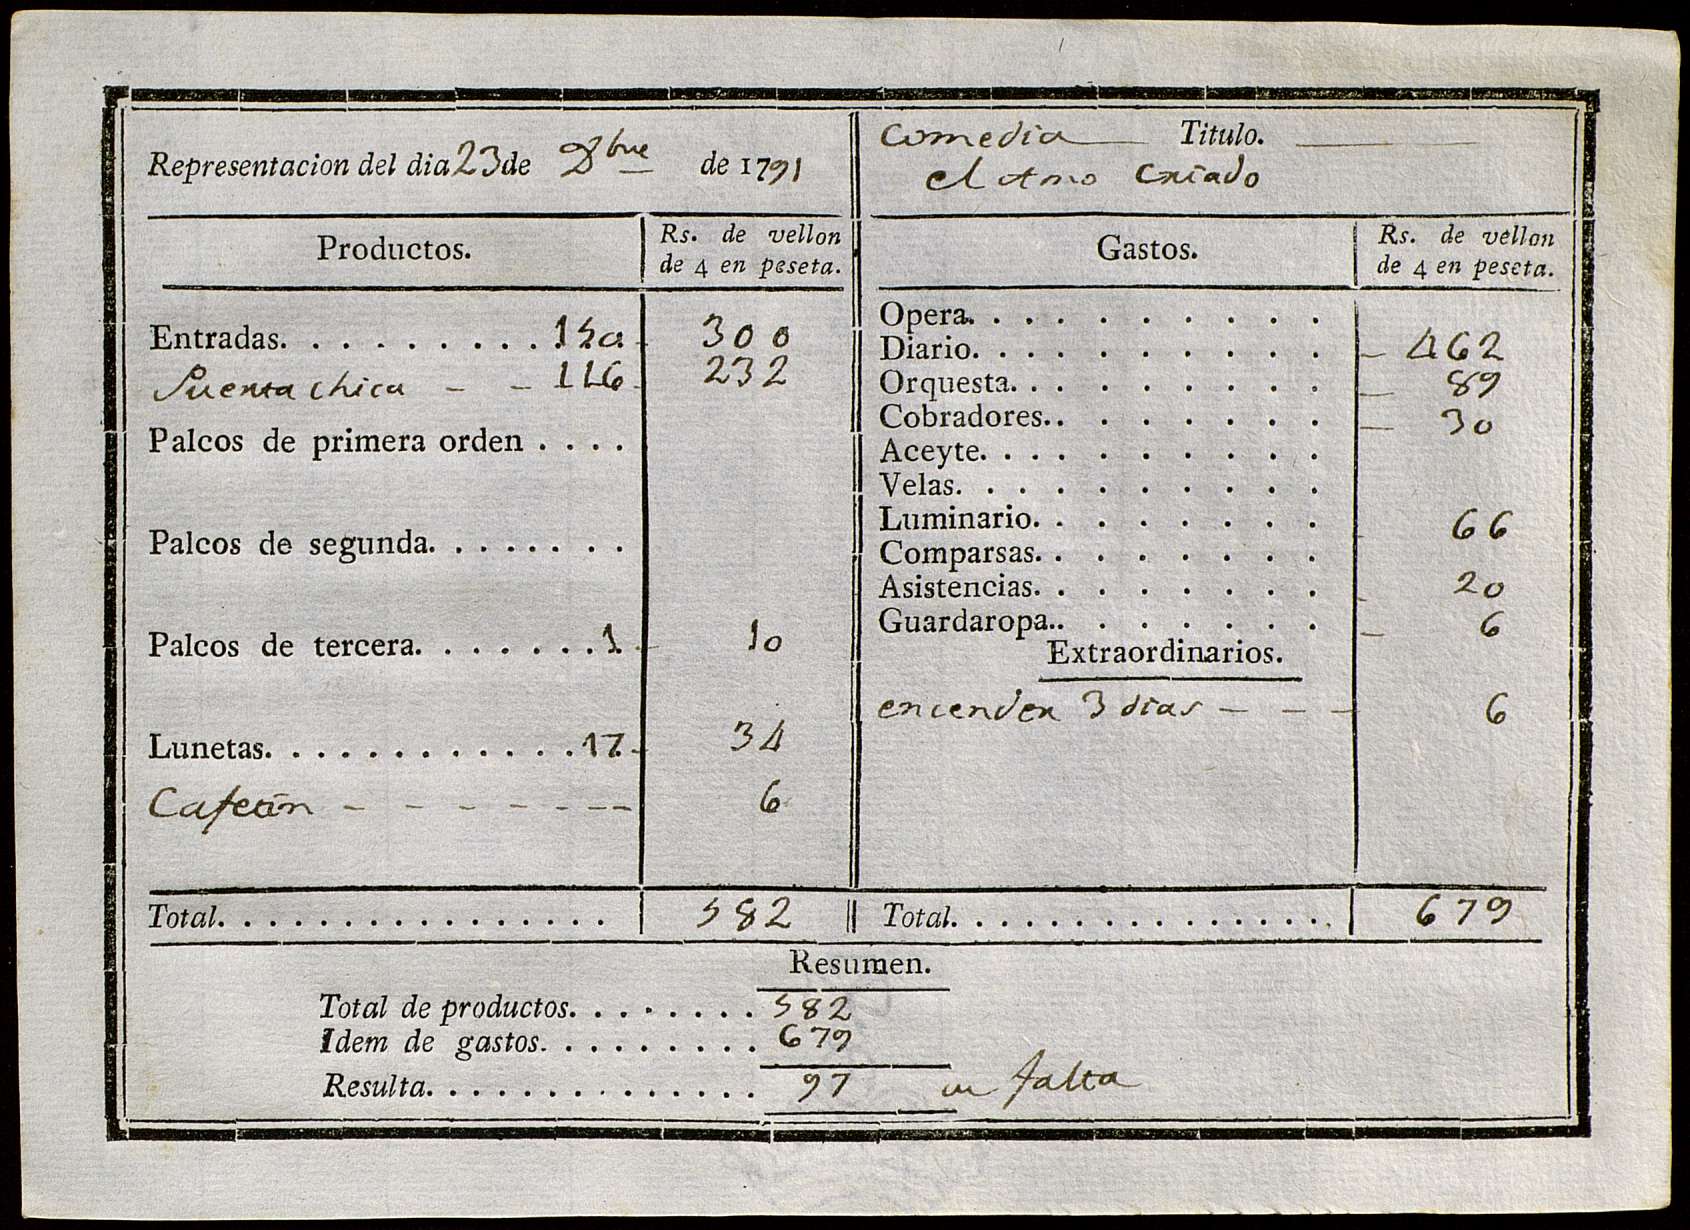 Representacion del dia 23 de 8bre de 1791
Comedia Titulo.
el Amo Criado
Productos. Rs. de vellon de 4 en peseta.
Entradas. . . . . . . . . . 150 300
Puerta chica - - 116 232
Palcos de primera orden . . . .
Palcos de segunda. . . . . . . .
Palcos de tercera. . . . . . . 1 10
Lunetas. . . . . . . . . . . . . 17 34
Cafetin - - - - - - - 6
Total. . . . . . . . . . . . . . . . . 582
Gastos. Rs. de vellon de 4 en peseta.
Opera. . . . . . . . . . .
Diario. . . . . . . . . . . 462
Orquesta. . . . . . . . . . 89
Cobradores.. . . . . . . . 30
Aceyte. . . . . . . . . . .
Velas. . . . . . . . . . .
Luminario. . . . . . . . . 66
Comparsas. . . . . . . . .
Asistencias. . . . . . . . . 20
Guardaropa.. . . . . . . . 6
Extraordinarios.
encender 3 dias - - - 6
Total. . . . . . . . . . . . . . . . 679
Resumen.
Total de productos. . . . . . . . 582
Idem de gastos. . . . . . . . . . 679
Resulta. . . . . . . . . . . . . . 97 en falta